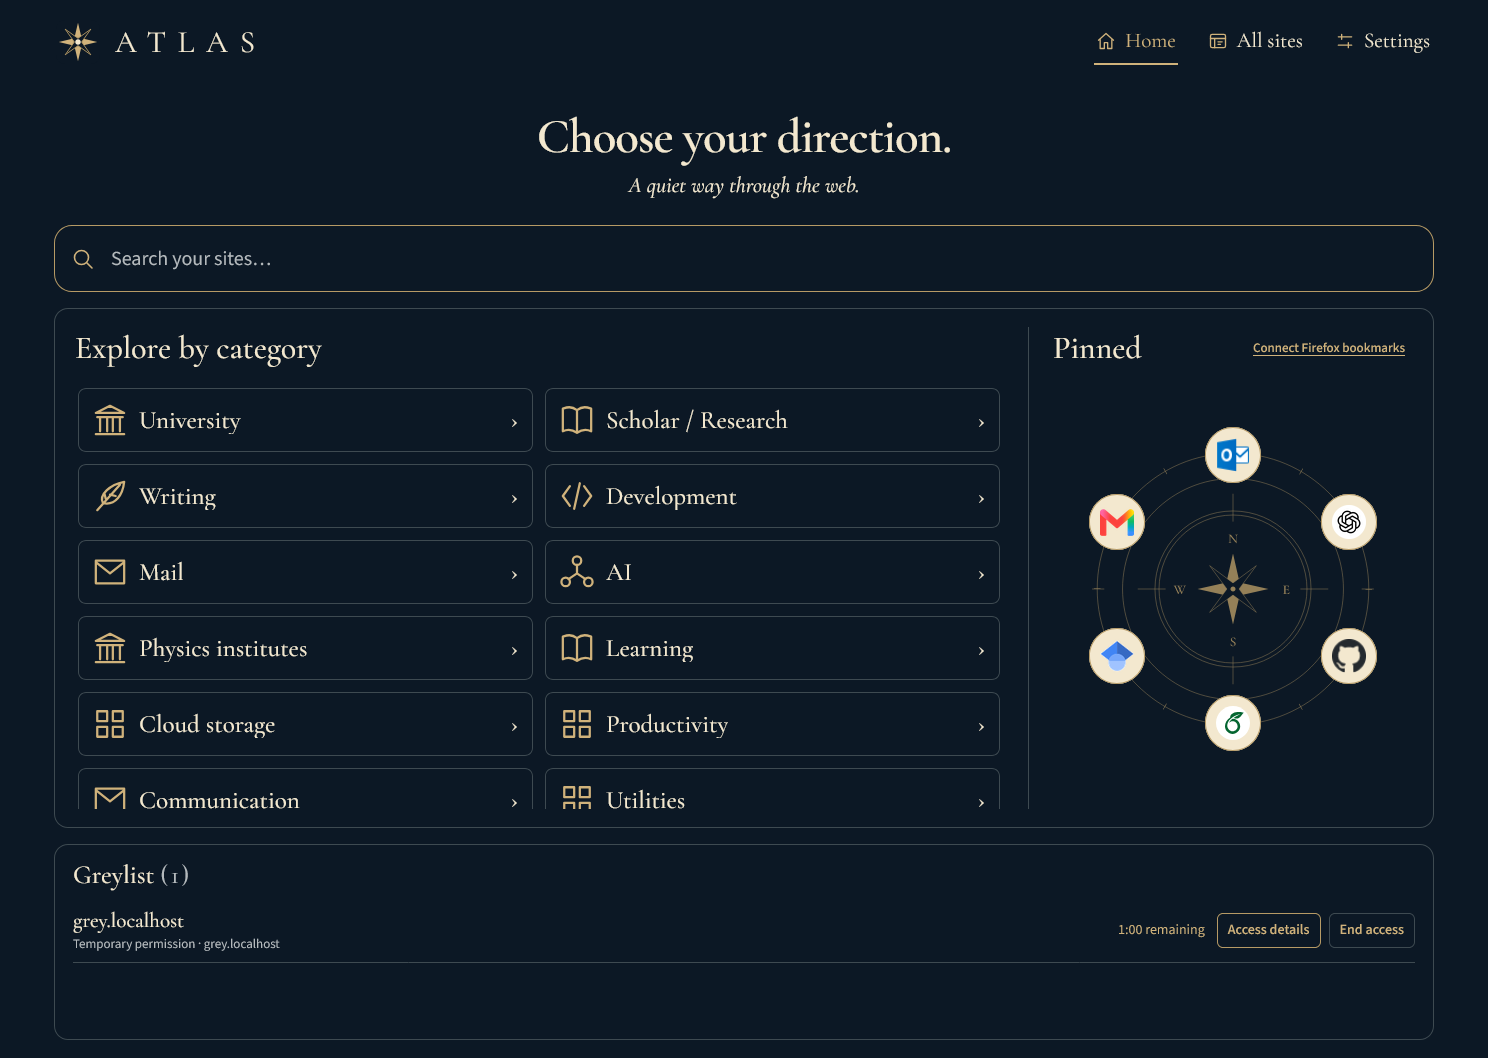 ATLAS
Home
All sites
Settings
Choose your direction.
A quiet way through the web.
Search your sites…
Explore by category
University ›
Scholar / Research ›
Writing ›
Development ›
Mail ›
AI ›
Physics institutes ›
Learning ›
Cloud storage ›
Productivity ›
Communication ›
Utilities ›
Pinned
Connect Firefox bookmarks
N
W
E
S
Greylist (1)
grey.localhost
Temporary permission · grey.localhost
1:00 remaining
Access details
End access